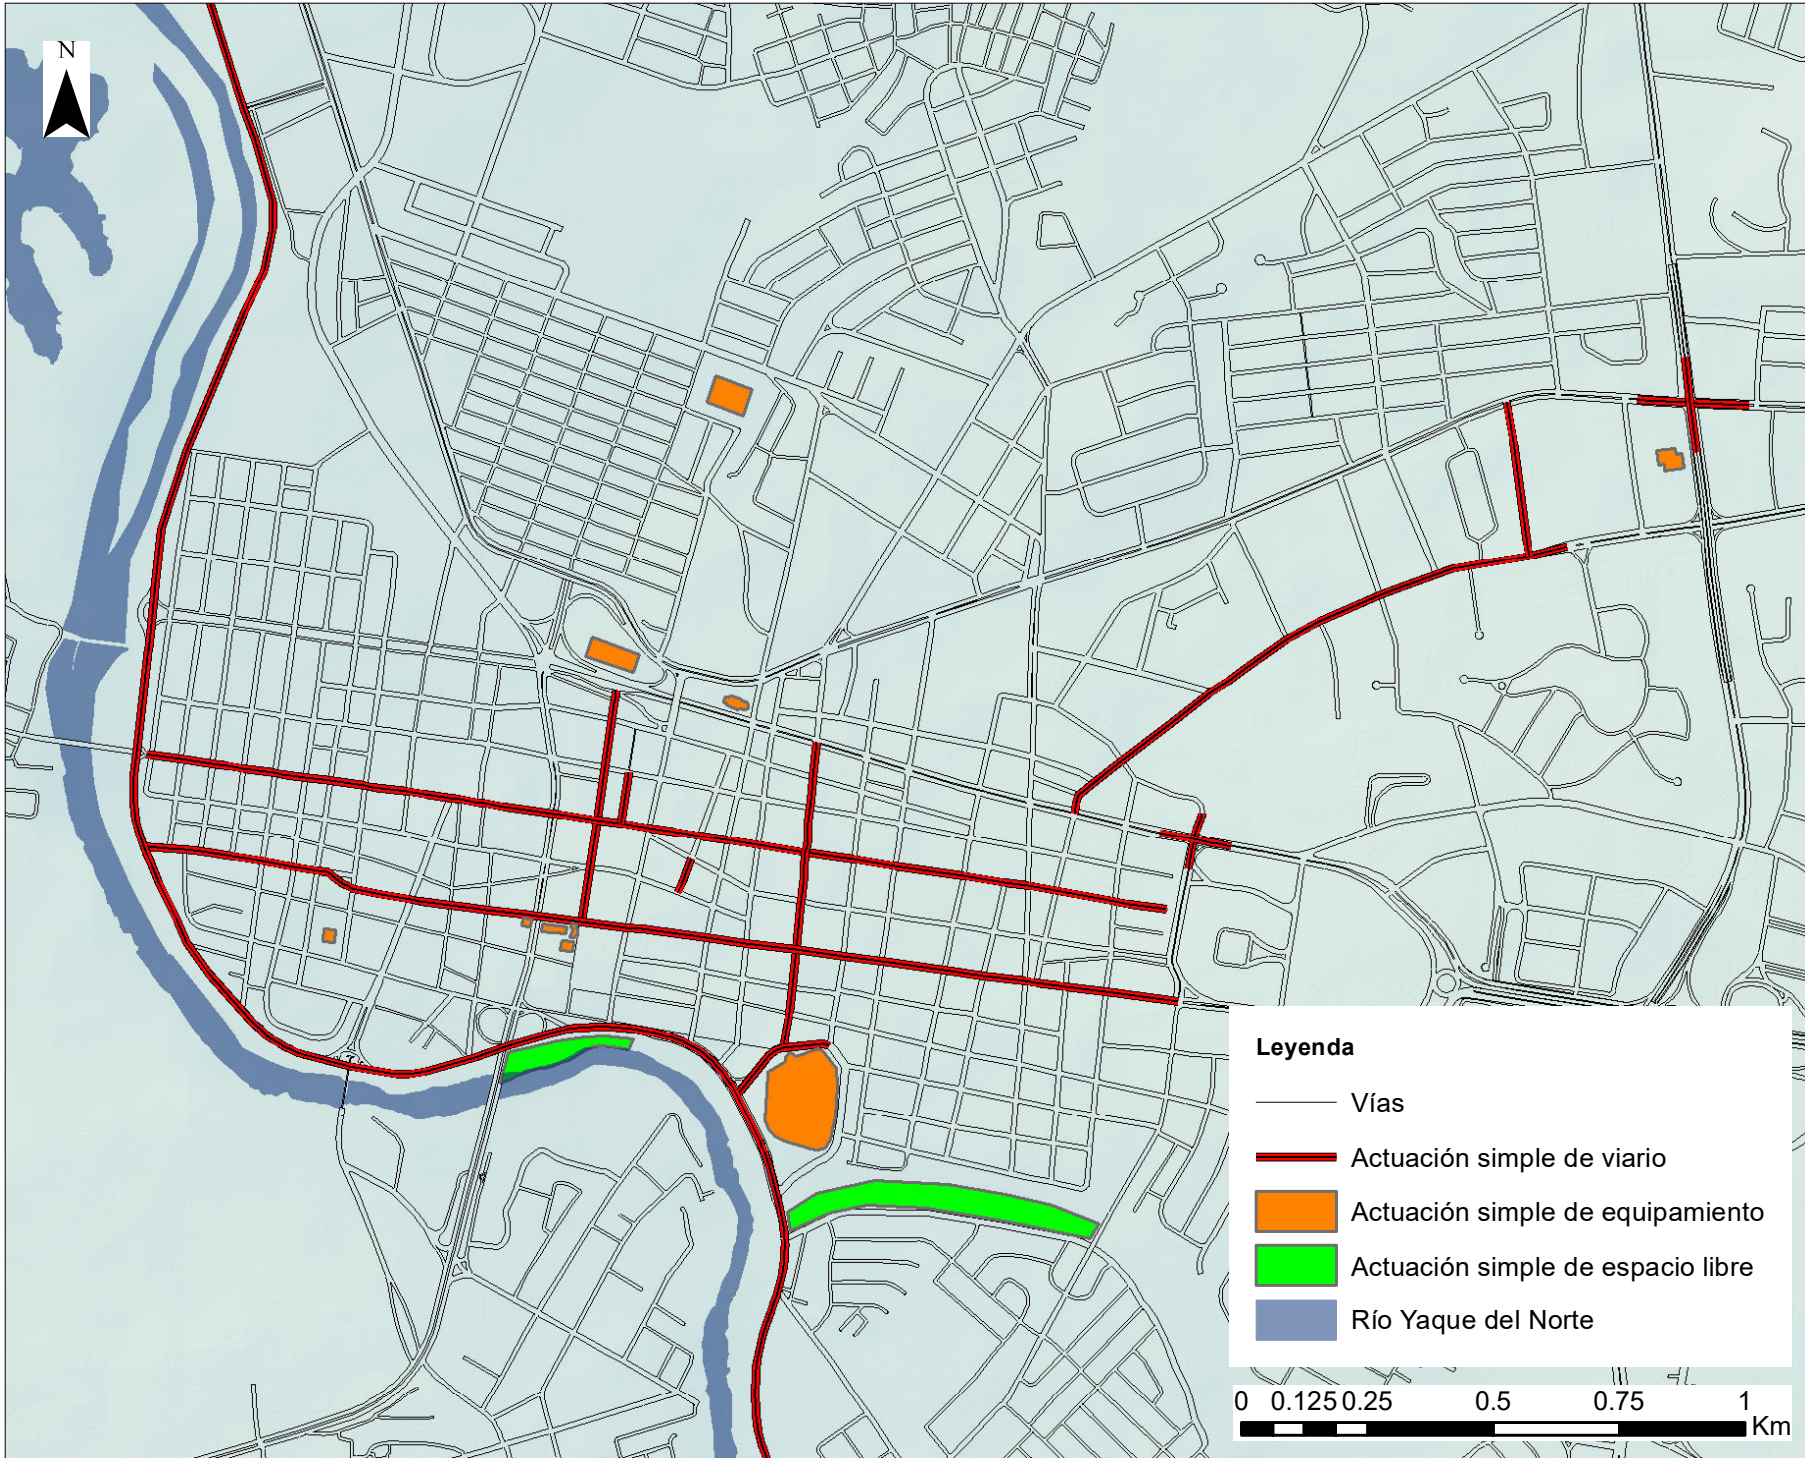 N
Leyenda
Vías
Actuación simple de viario
Actuación simple de equipamiento
Actuación simple de espacio libre
Río Yaque del Norte
0 0.125 0.25 0.5 0.75 1
Km